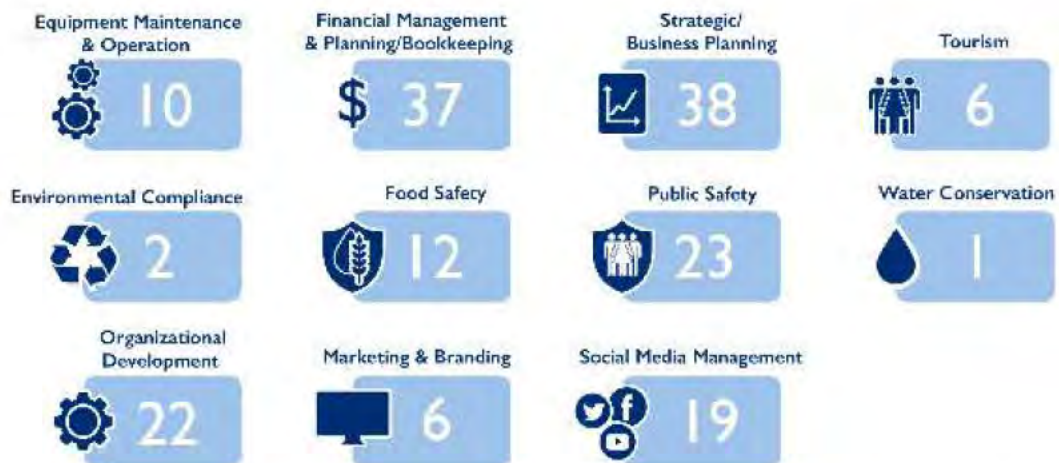 Equipment Maintenance
& Operation
10
Financial Management
& Planning/Bookkeeping
$
37
Strategic/
Business Planning
38
Tourism
6
Environmental Compliance
2
Food Safety
12
Public Safety
23
Water Conservation
1
Organizational
Development
22
Marketing & Branding
6
Social Media Management
19